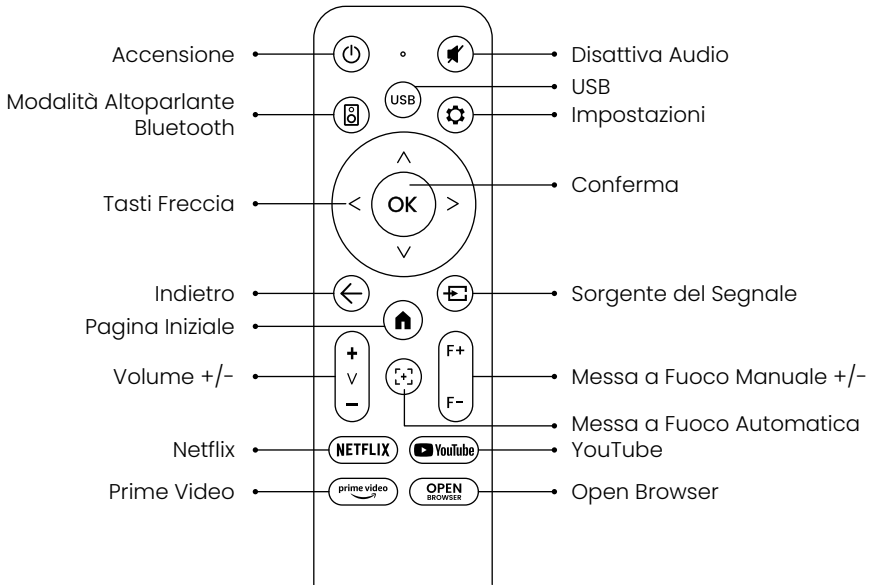 Accensione
Disattiva Audio
USB
USB
Modalità Altoparlante
Bluetooth
Impostazioni
Tasti Freccia
OK
Conferma
Indietro
Sorgente del Segnale
Pagina Iniziale
F+
Volume +/-
+
V
-
Messa a Fuoco Manuale +/-
F-
Messa a Fuoco Automatica
Netflix
NETFLIX
YouTube
YouTube
Prime Video
prime video
OPEN
BROWSER
Open Browser